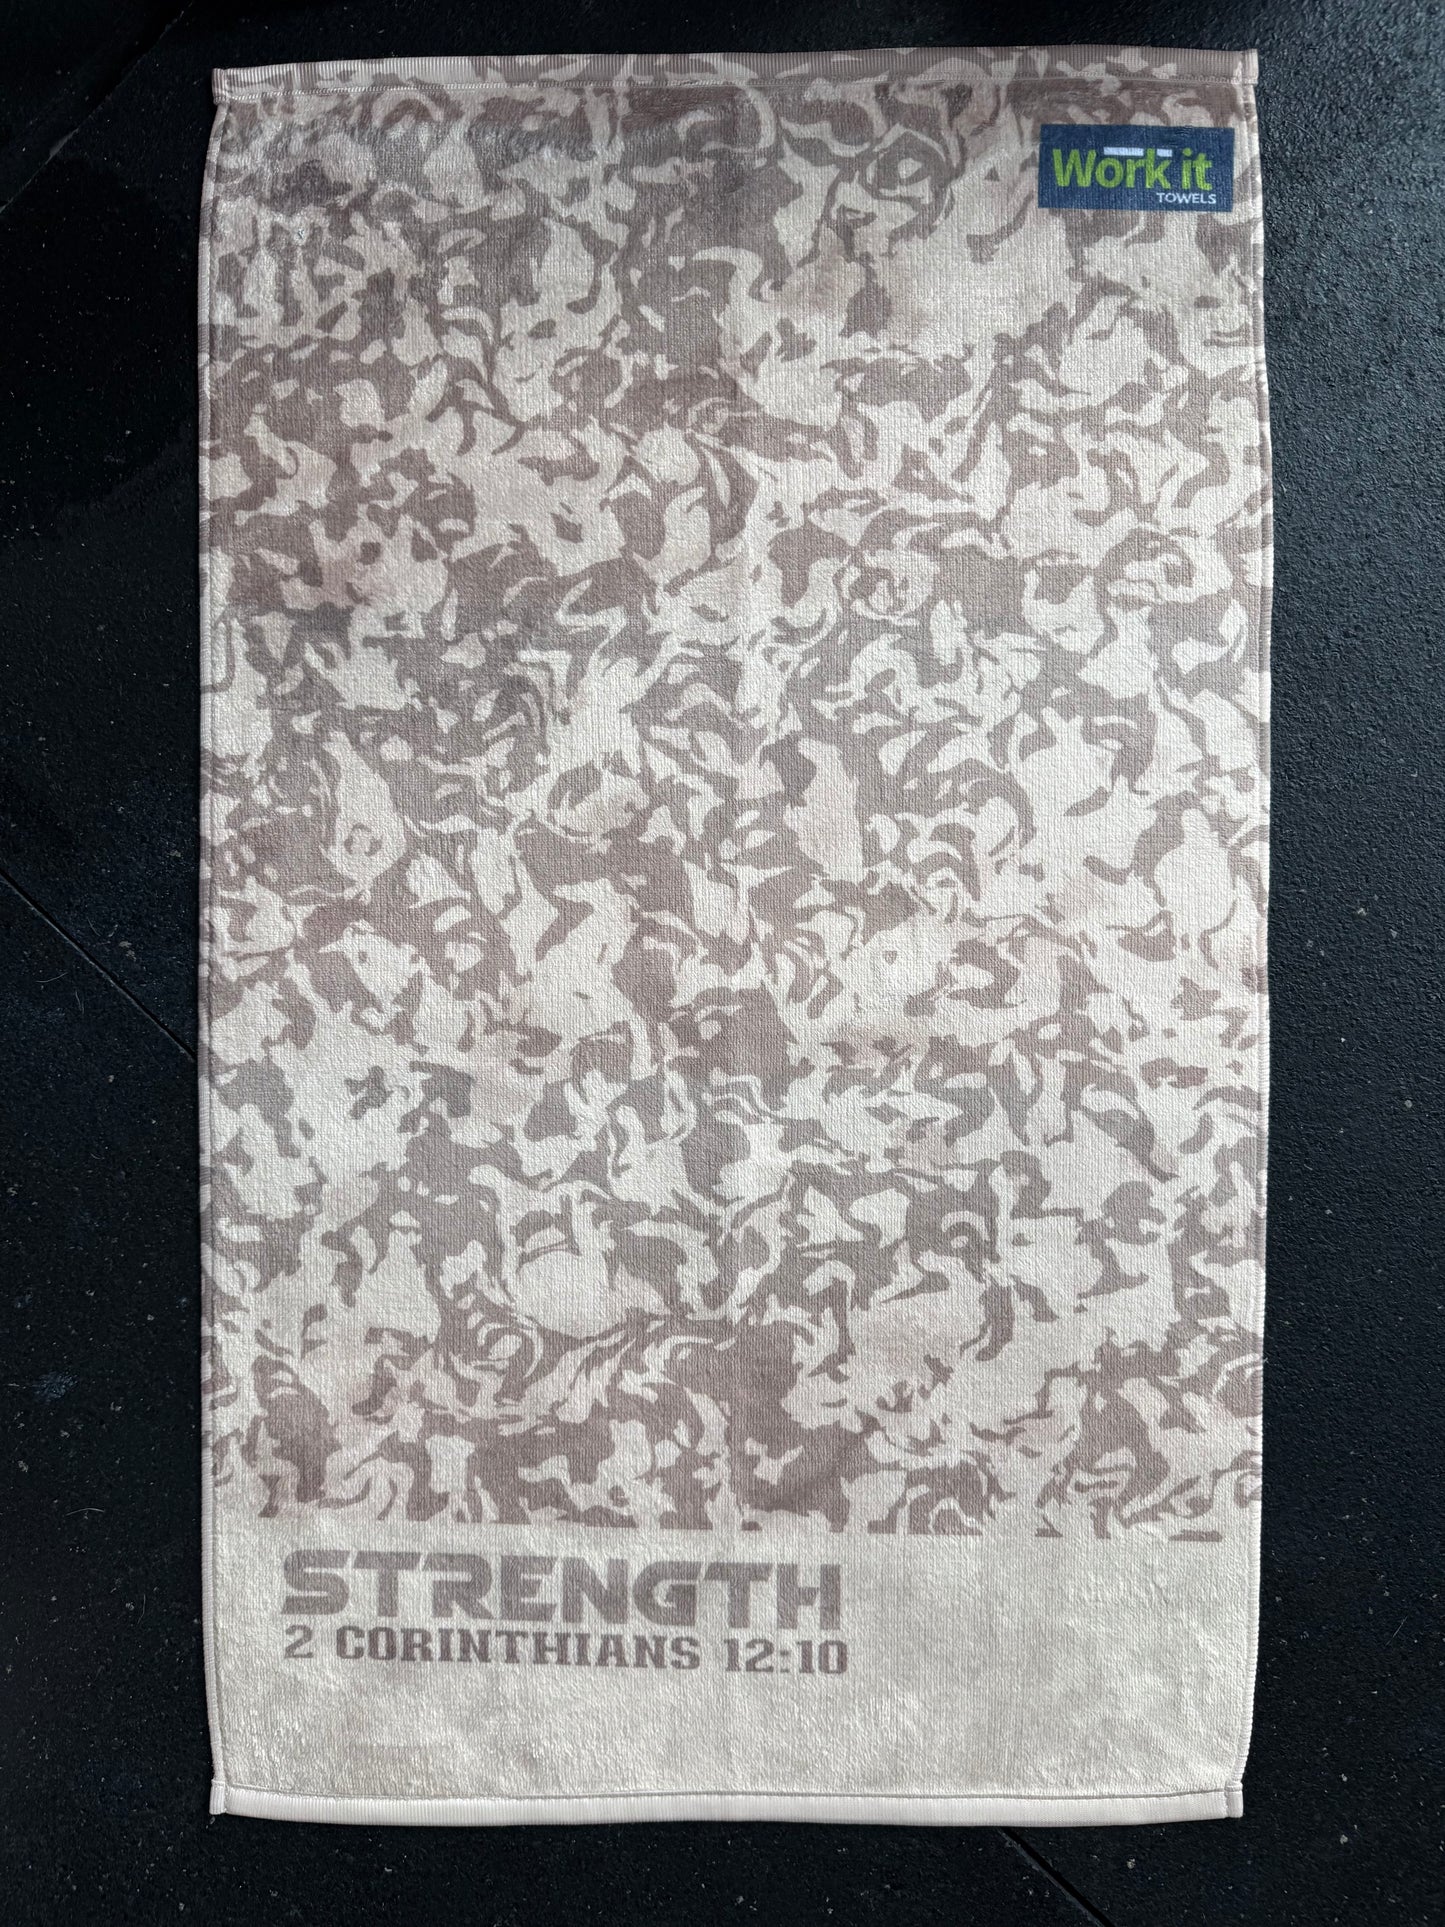 Work it
TOWELS
STRENGTH
2 CORINTHIANS 12:10